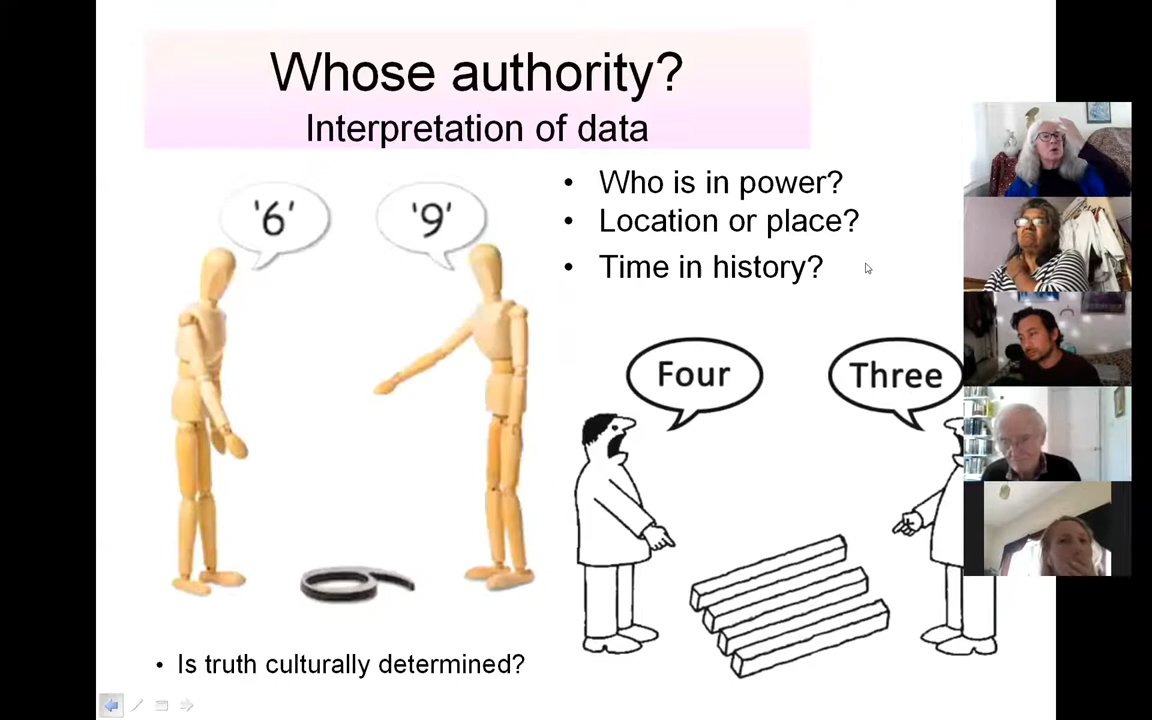 Whose authority?
Interpretation of data
• Who is in power?
• Location or place?
• Time in history?
'6'
'9'
Four
Three
• Is truth culturally determined?